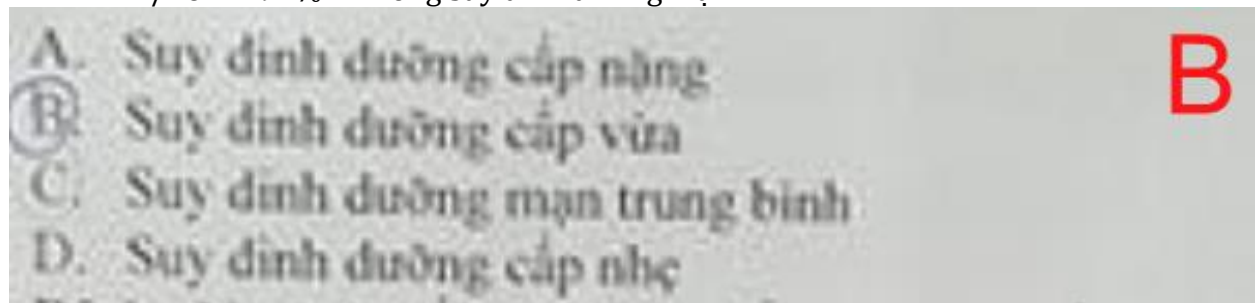 A. Suy dinh dưỡng cấp nặng
B
B. Suy dinh dưỡng cấp vừa
C. Suy dinh dưỡng mạn trung bình
D. Suy dinh dưỡng cấp nhẹ